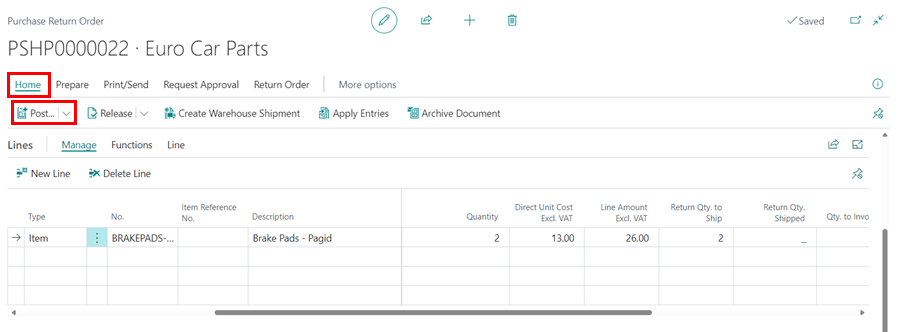 Purchase Return Order
Saved
PSHP0000022 · Euro Car Parts
Home Prepare Print/Send Request Approval Return Order More options
Post... Release Create Warehouse Shipment Apply Entries Archive Document
Lines Manage Functions Line
New Line Delete Line
Type No. Item Reference No. Description Quantity Direct Unit Cost Excl. VAT Line Amount Excl. VAT Return Qty. to Ship Return Qty. Shipped Qty. to Invo
Item BRAKEPADS-... Brake Pads - Pagid 2 13.00 26.00 2 _